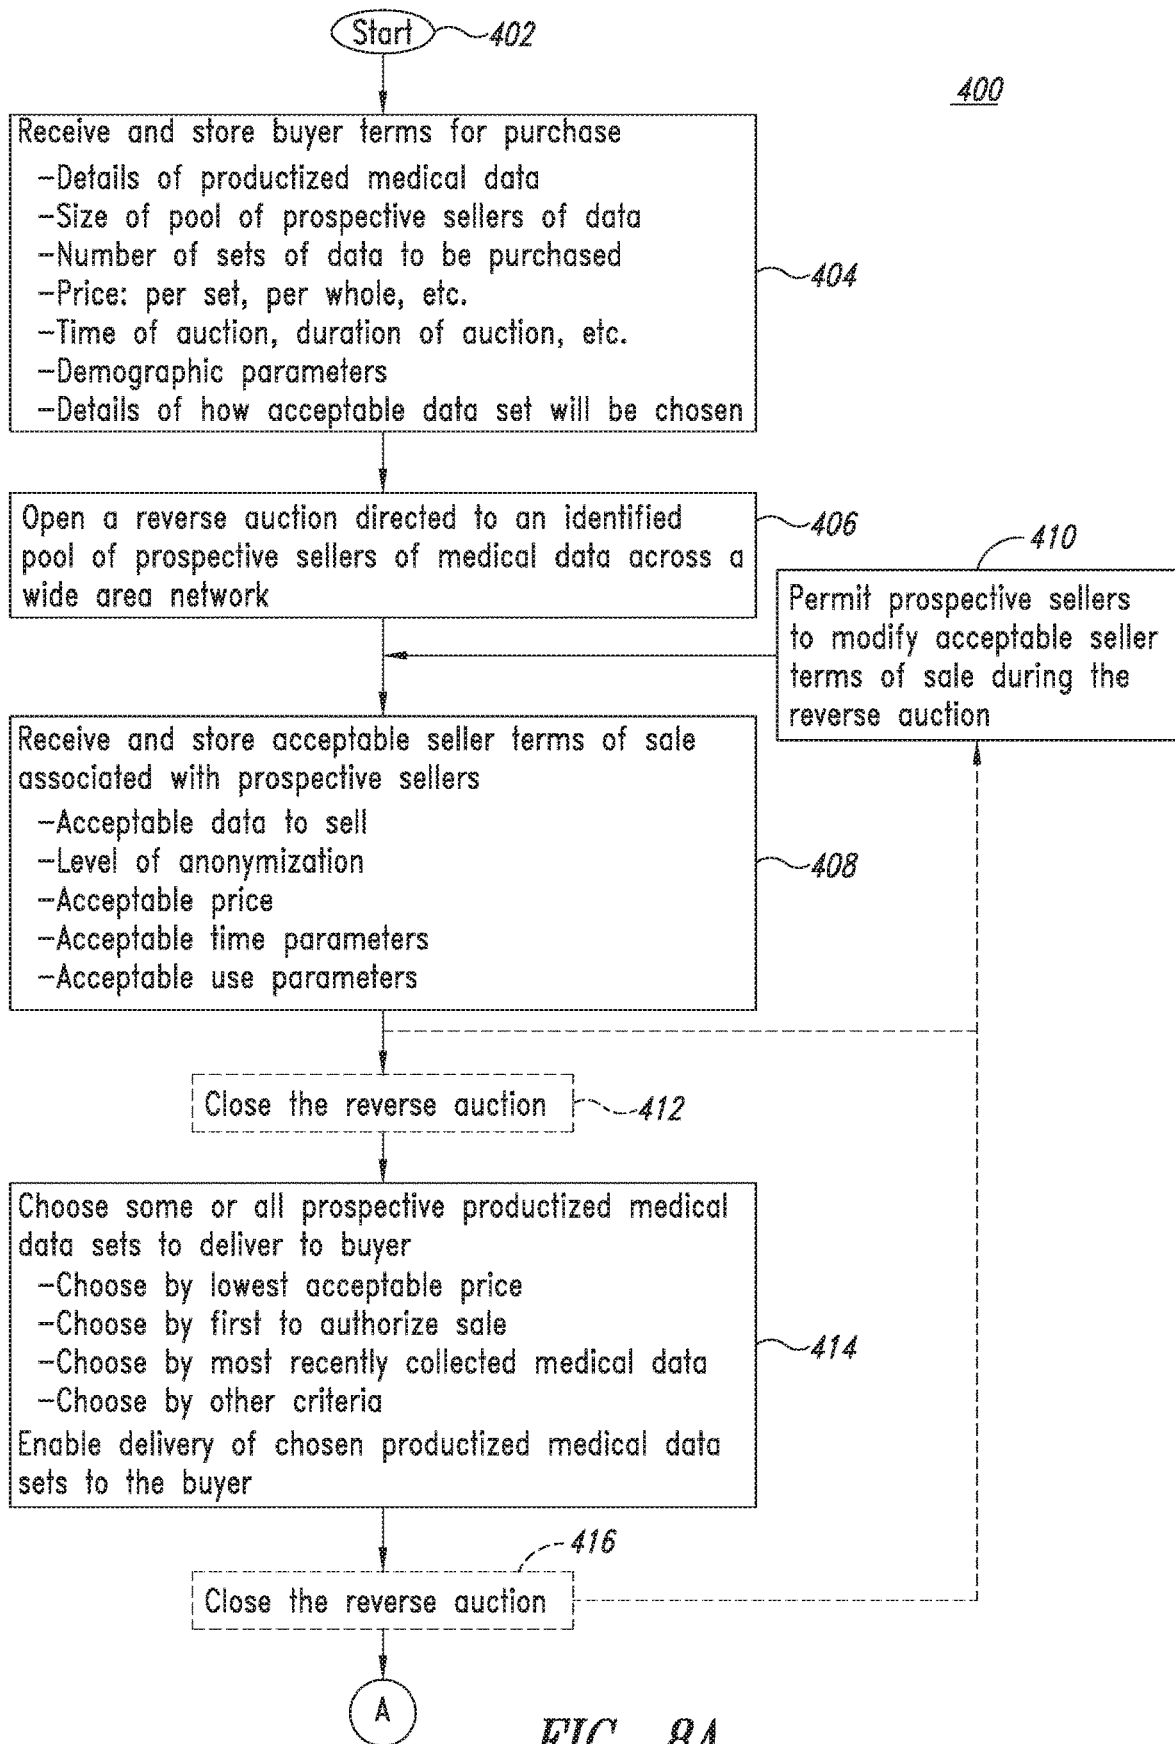 Start
402
400
Receive and store buyer terms for purchase
-Details of productized medical data
-Size of pool of prospective sellers of data
-Number of sets of data to be purchased
-Price: per set, per whole, etc.
-Time of auction, duration of auction, etc.
-Demographic parameters
-Details of how acceptable data set will be chosen
404
Open a reverse auction directed to an identified
pool of prospective sellers of medical data across a
wide area network
406
410
Permit prospective sellers
to modify acceptable seller
terms of sale during the
reverse auction
Receive and store acceptable seller terms of sale
associated with prospective sellers
-Acceptable data to sell
-Level of anonymization
-Acceptable price
-Acceptable time parameters
-Acceptable use parameters
408
Close the reverse auction
412
Choose some or all prospective productized medical
data sets to deliver to buyer
-Choose by lowest acceptable price
-Choose by first to authorize sale
-Choose by most recently collected medical data
-Choose by other criteria
Enable delivery of chosen productized medical data
sets to the buyer
414
416
Close the reverse auction
A
FIG. 8A